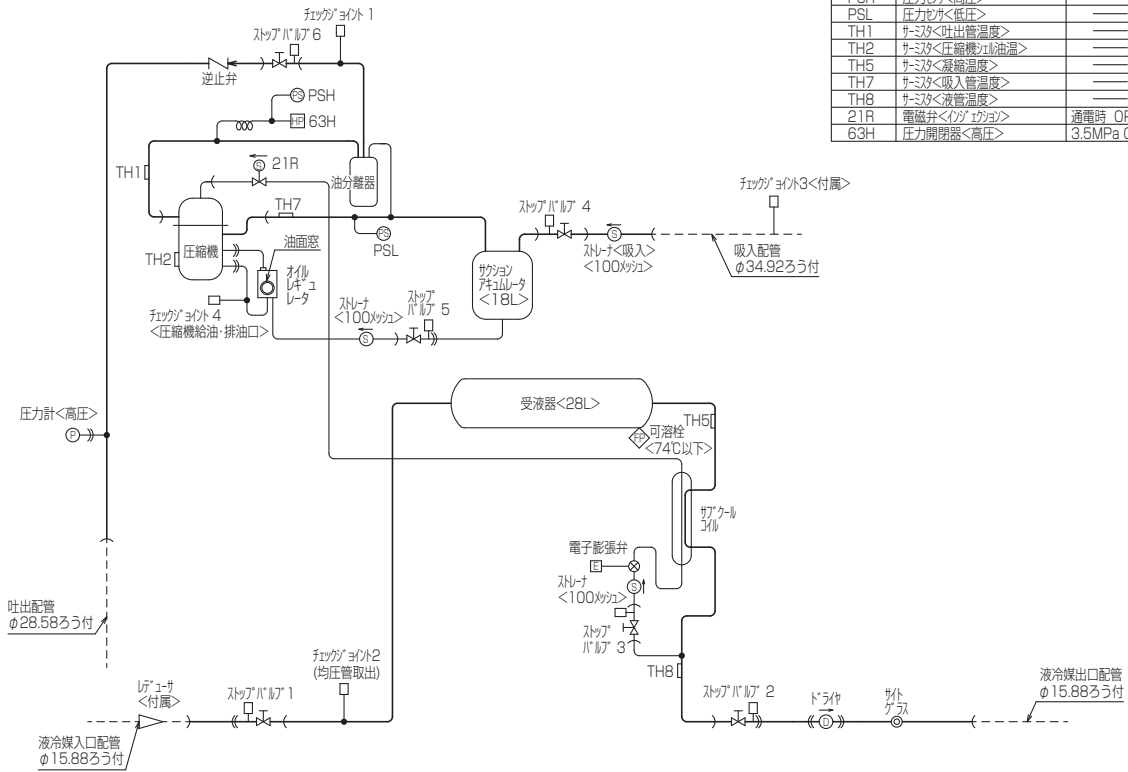 チェックジョイント 1
ストップバルブ 6
逆止弁
PS
PSH
HP
63H
TH1
S
21R
油分離器
TH7
PS
PSL
圧縮機
TH2
油面窓
オイル
レギュ
レータ
チェックジョイント 4
<圧縮機給油・排油口>
ストレーナ
<100メッシュ>
S
ストップ
バルブ 5
サクション
アキュムレータ
<18L>
ストップバルブ 4
S
ストレーナ<吸入>
<100メッシュ>
チェックジョイント3<付属>
吸入配管
φ34.92ろう付
PSL 圧力センサ<低圧> ―
TH1 サーミスタ<吐出管温度> ―
TH2 サーミスタ<圧縮機シェル油温> ―
TH5 サーミスタ<凝縮温度> ―
TH7 サーミスタ<吸入管温度> ―
TH8 サーミスタ<液管温度> ―
21R 電磁弁<インジェクション> 通電時
63H 圧力開閉器<高圧> 3.5MPa
圧力計<高圧>
P
受液器<28L>
FP
可溶栓
<74℃以下>
TH5
サブクール
コイル
電子膨張弁
E
ストレーナ
<100メッシュ>
S
ストップ
バルブ 3
TH8
吐出配管
φ28.58ろう付
レデューサ
<付属>
ストップバルブ 1
チェックジョイント2
(均圧管取出)
液冷媒入口配管
φ15.88ろう付
ストップバルブ 2
ドライヤ
D
サイト
グラス
液冷媒出口配管
φ15.88ろう付